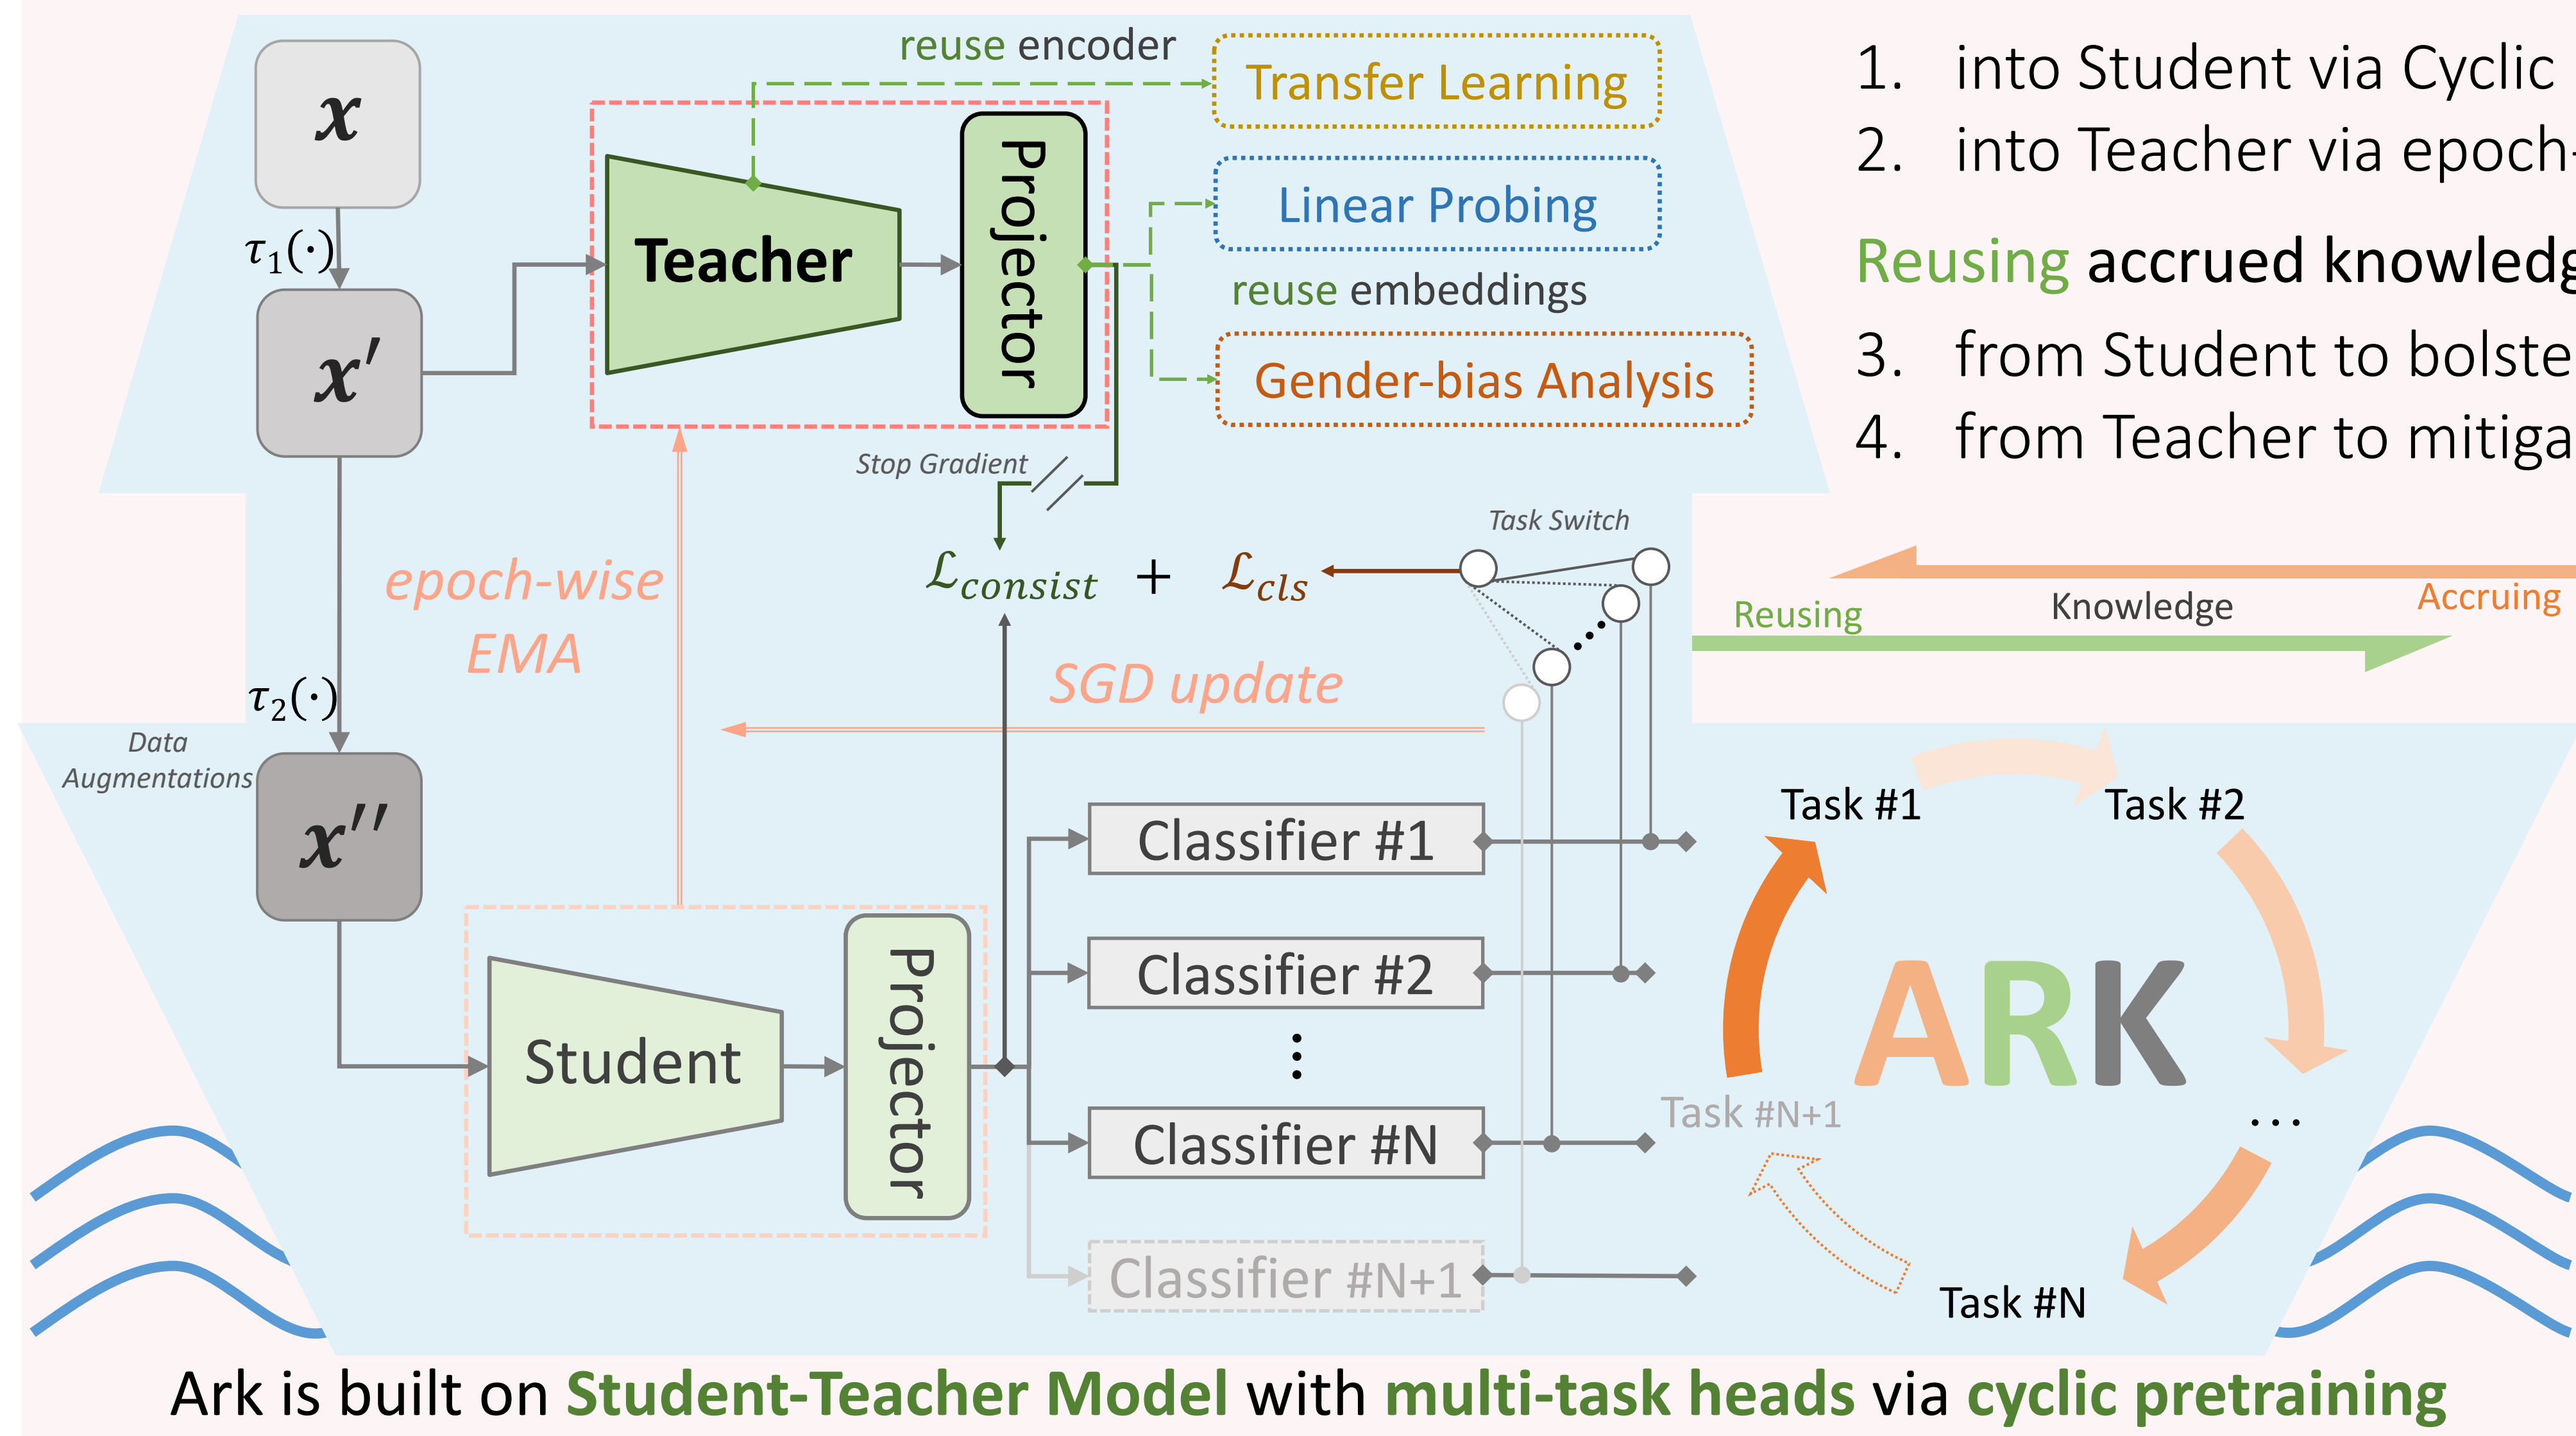 x
reuse encoder
Transfer Learning
τ₁(·)
Projector
Teacher
Linear Probing
x′
reuse embeddings
Gender-bias Analysis
1. into Student via Cyclic
2. into Teacher via epoch-
Reusing accrued knowledg
3. from Student to bolste
4. from Teacher to mitiga
Stop Gradient
Task Switch
epoch-wise
EMA
ℒconsist + ℒcls
Reusing
Knowledge
Accruing
SGD update
τ₂(·)
Data
Augmentations
x′′
Student
Projector
Classifier #1
Classifier #2
⋮
Classifier #N
Classifier #N+1
Task #1
Task #2
ARK
Task #N+1
...
Task #N
Ark is built on Student-Teacher Model with multi-task heads via cyclic pretraining